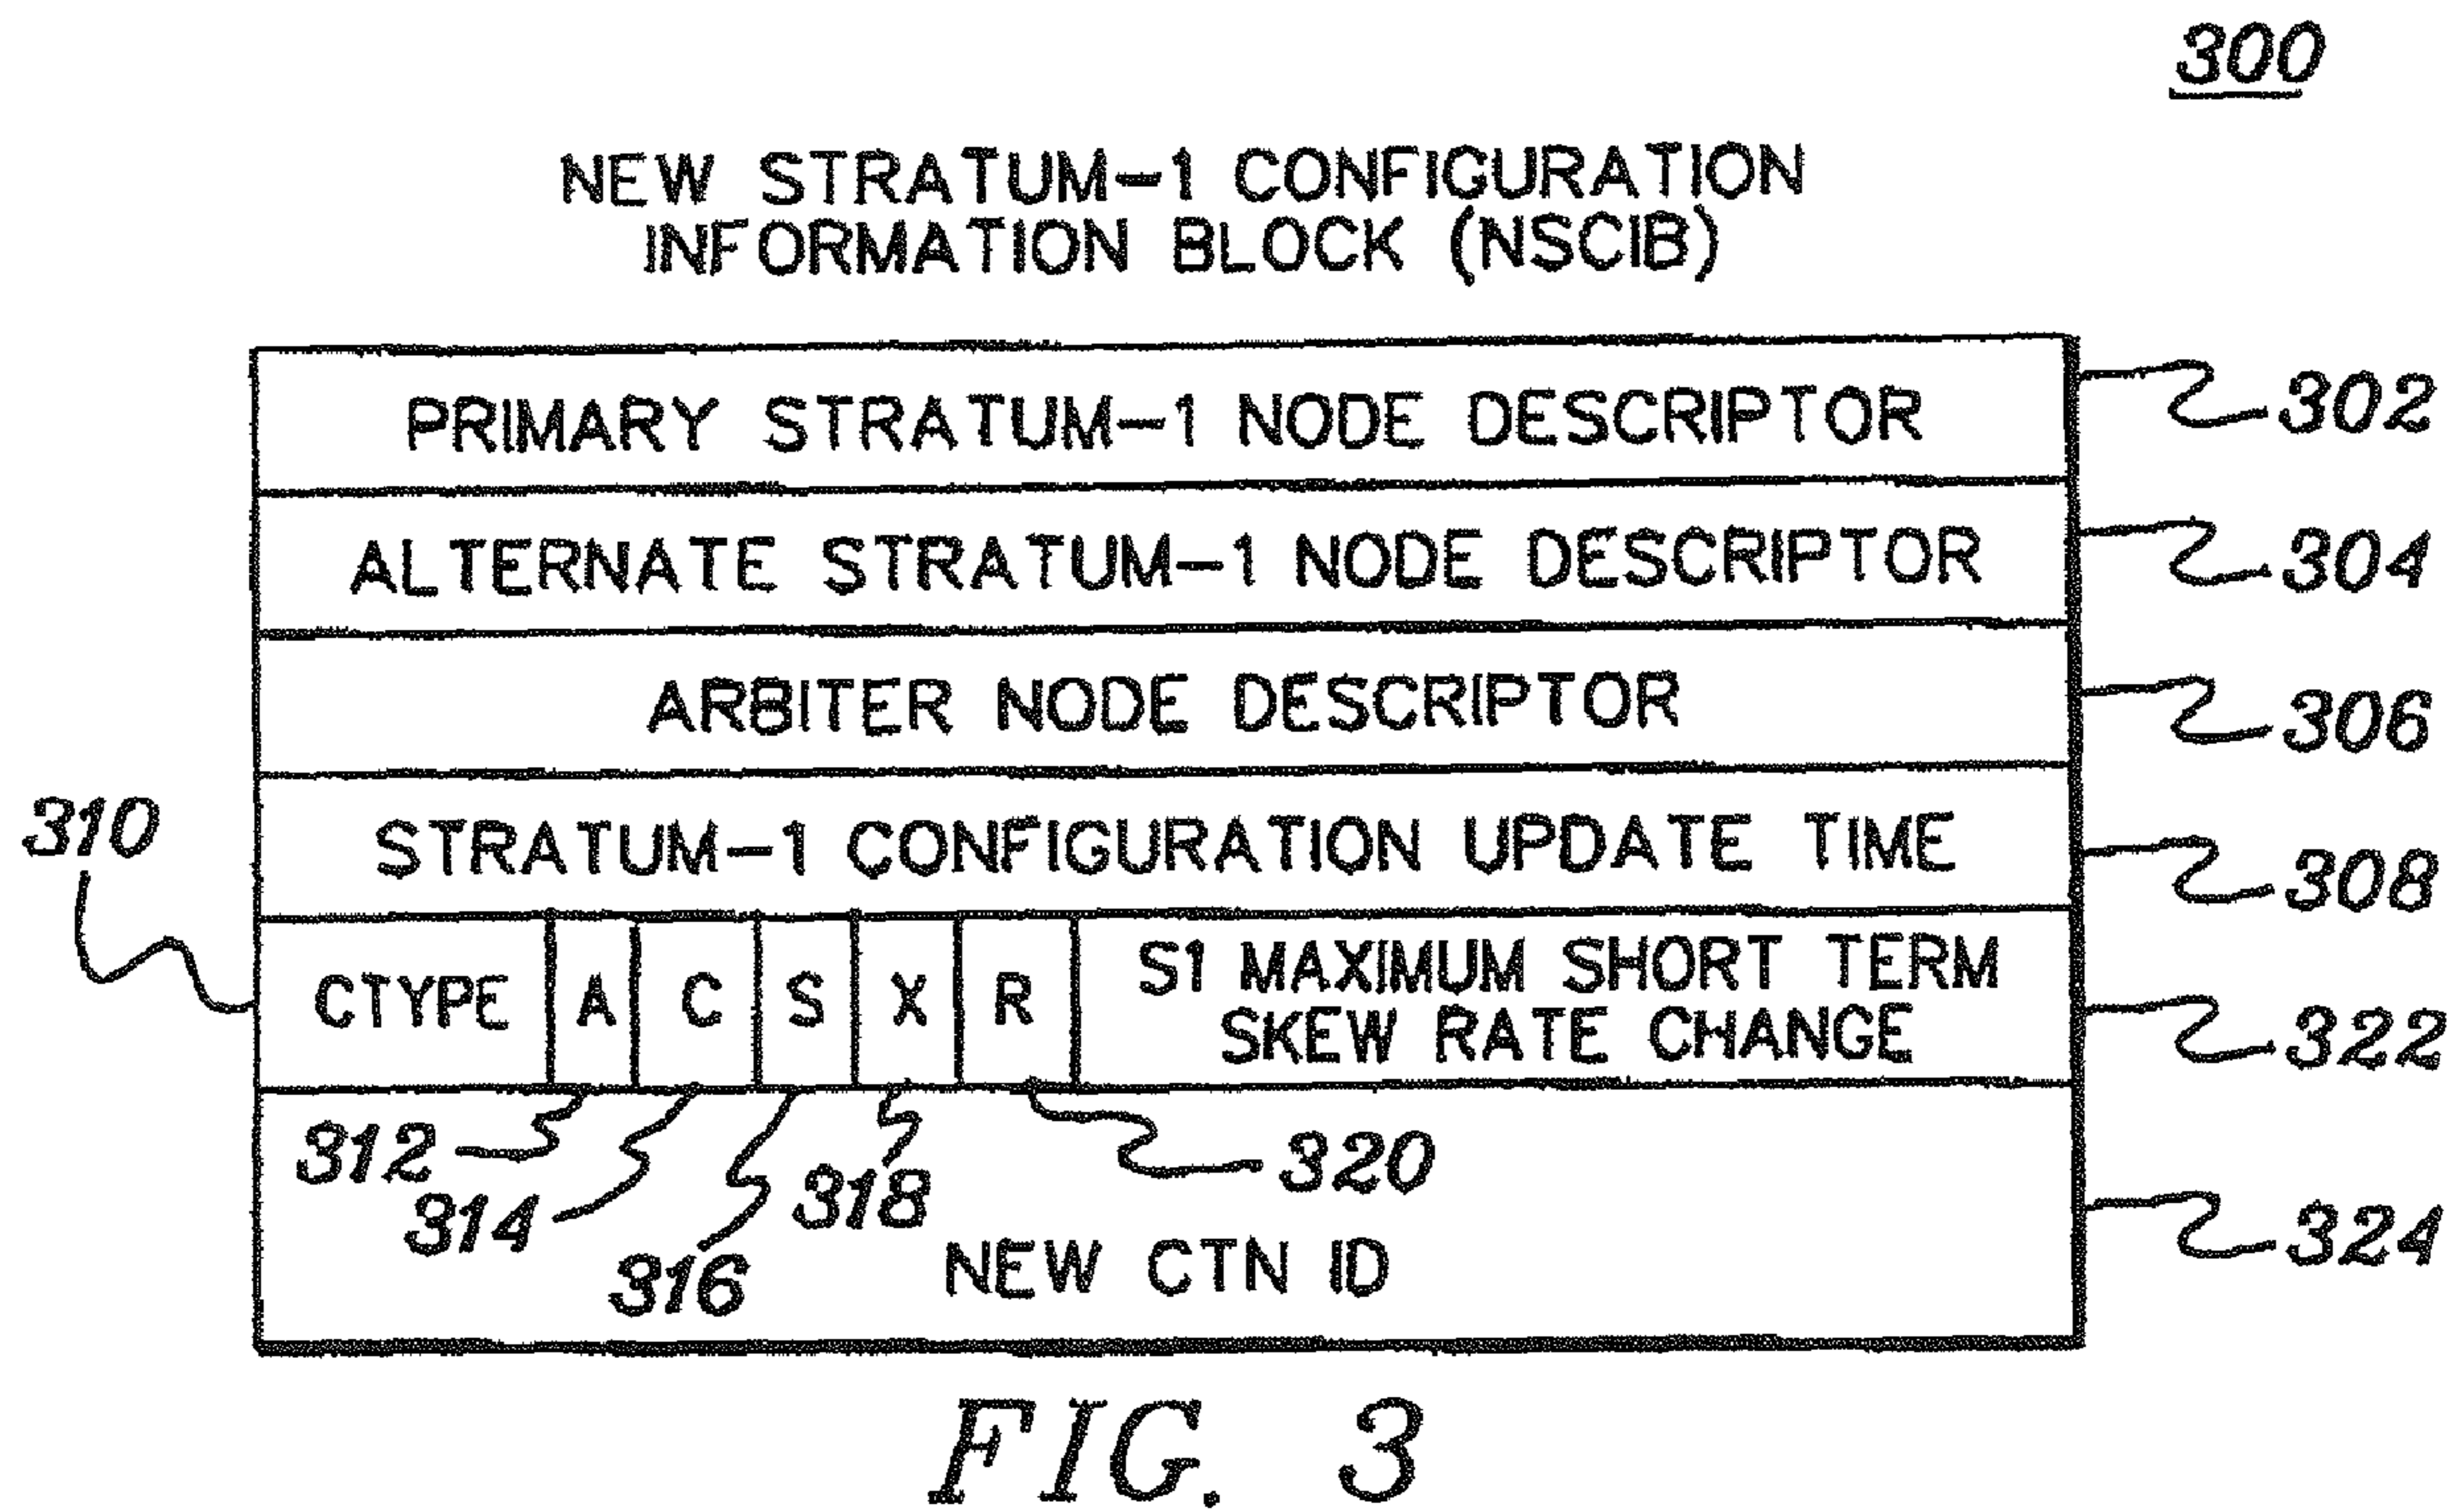 300
NEW STRATUM-1 CONFIGURATION
INFORMATION BLOCK (NSCIB)
PRIMARY STRATUM-1 NODE DESCRIPTOR
302
ALTERNATE STRATUM-1 NODE DESCRIPTOR
304
ARBITER NODE DESCRIPTOR
306
310
STRATUM-1 CONFIGURATION UPDATE TIME
308
CTYPE A C S X R
S1 MAXIMUM SHORT TERM
SKEW RATE CHANGE
322
312
314
316
318
320
NEW CTN ID
324
FIG. 3